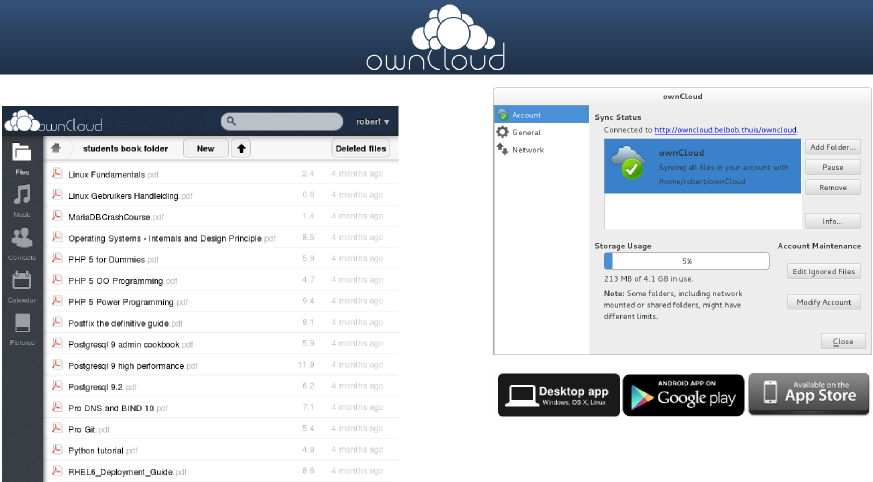 ownCloud
ownCloud
robert
students book folder
New
Deleted files
Files
Music
Contacts
Calendar
Pictures
Linux Fundamentals.pdf 2.4 4 months ago
Linux Gebruikers Handleiding.pdf 0.6 4 months ago
MariaDBCrashCourse.pdf 1.4 4 months ago
Operating Systems - Internals and Design Principle.pdf 8.5 4 months ago
PHP 5 for Dummies.pdf 5.9 4 months ago
PHP 5 OO Programming.pdf 4.7 4 months ago
PHP 5 Power Programming.pdf 9.4 4 months ago
Postfix the definitive guide.pdf 8.1 4 months ago
Postgresql 9 admin cookbook.pdf 5.9 4 months ago
Postgresql 9 high performance.pdf 11.9 4 months ago
Postgresql 9.2.pdf 6.2 4 months ago
Pro DNS and BIND 10.pdf 7.1 4 months ago
Pro Git.pdf 5.4 4 months ago
Python tutorial.pdf 4.9 4 months ago
RHEL6_Deployment_Guide.pdf 8.6 4 months ago
ownCloud
Account
General
Network
Sync Status
Connected to http://owncloud.belbob.thuis/owncloud.
ownCloud
Syncing all files in your account with
/home/robert/ownCloud
Add Folder...
Pause
Remove
Info...
Storage Usage
5%
213 MB of 4.1 GB in use.
Note: Some folders, including network
mounted or shared folders, might have
different limits.
Account Maintenance
Edit Ignored Files
Modify Account
Close
Desktop app
Windows, OS X, Linux
ANDROID APP ON
Google play
Available on the
App Store